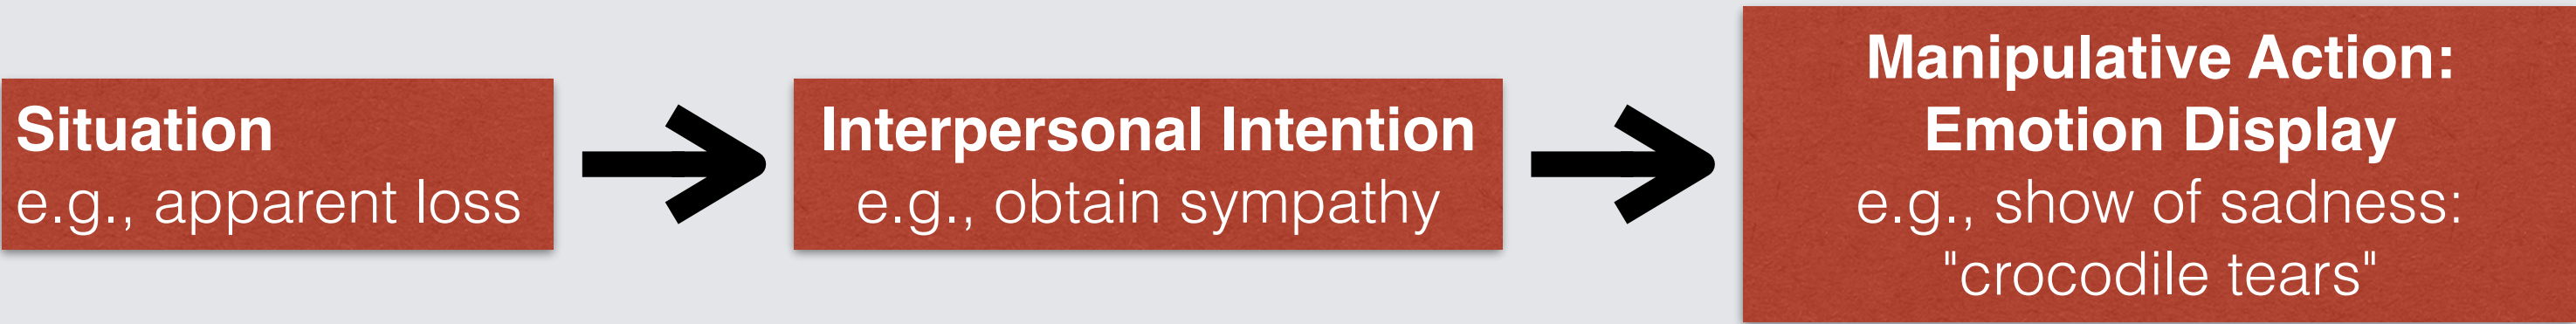 Situation
e.g., apparent loss
Interpersonal Intention
e.g., obtain sympathy
Manipulative Action:
Emotion Display
e.g., show of sadness:
"crocodile tears"